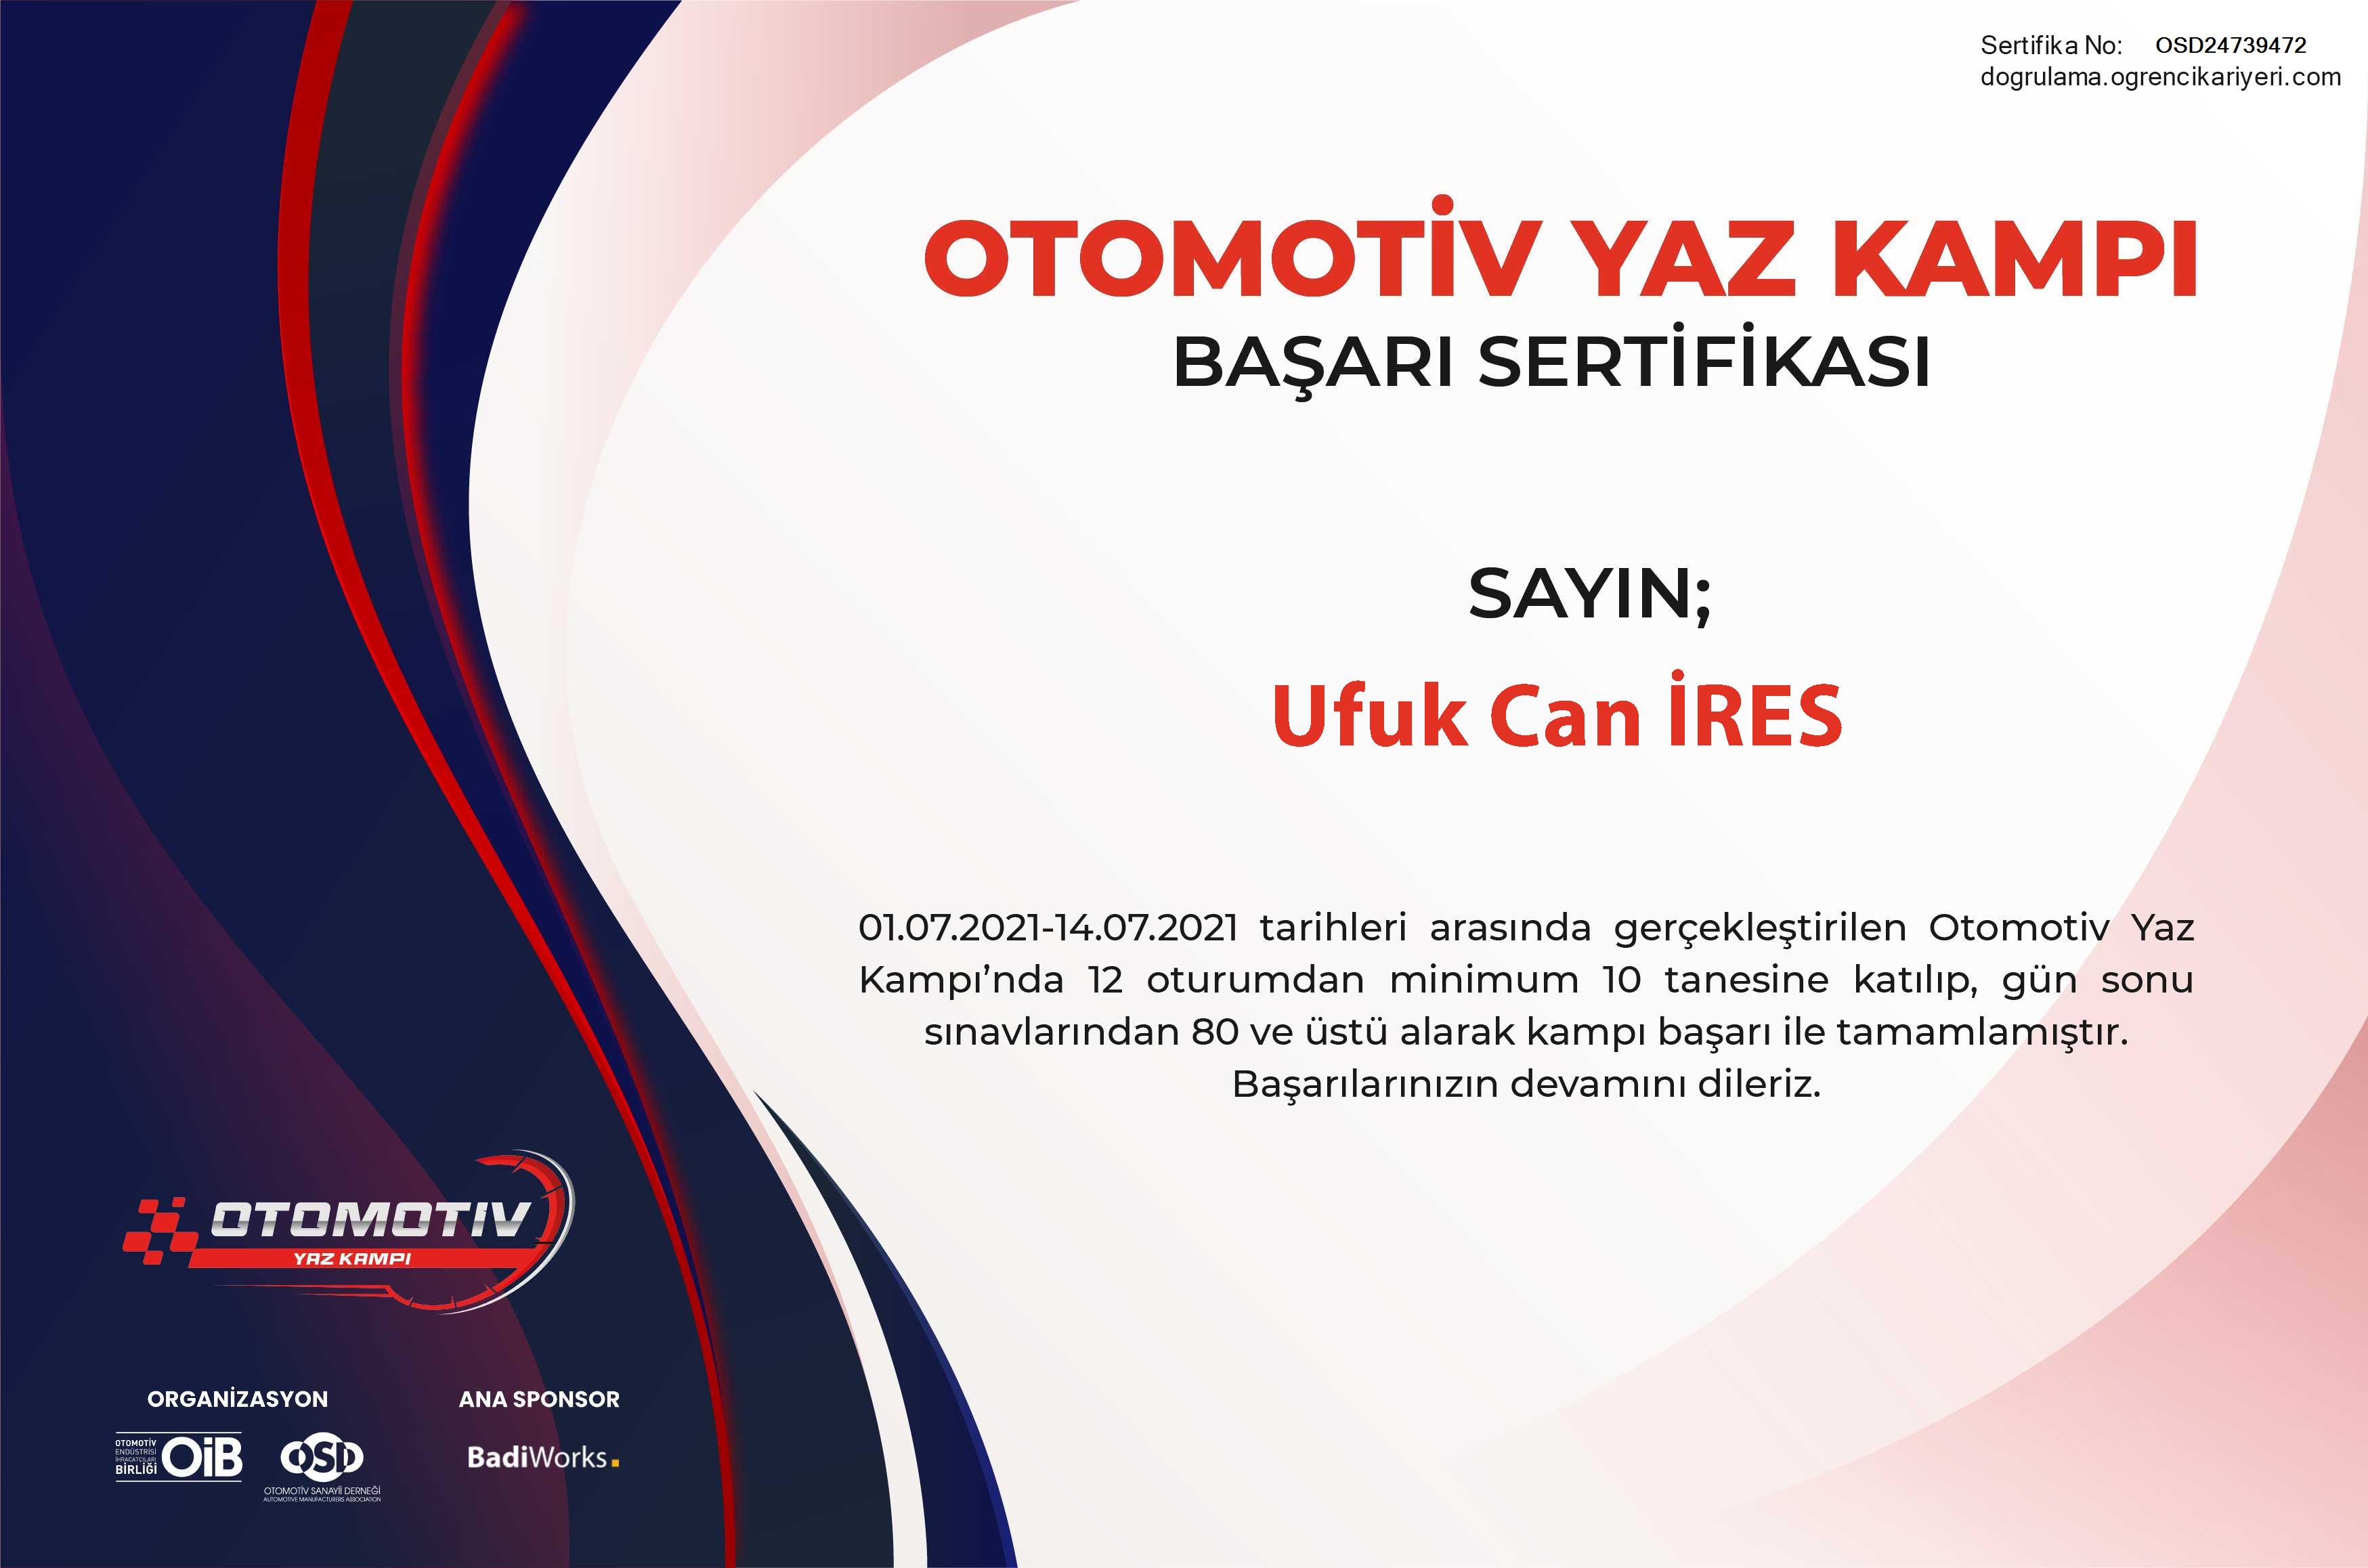 Sertifika No: OSD24739472
dogrulama.ogrencikariyeri.com
OTOMOTİV YAZ KAMPI
BAŞARI SERTİFİKASI
SAYIN;
Ufuk Can İRES
01.07.2021-14.07.2021 tarihleri arasında gerçekleştirilen Otomotiv Yaz
Kampı’nda 12 oturumdan minimum 10 tanesine katılıp, gün sonu
sınavlarından 80 ve üstü alarak kampı başarı ile tamamlamıştır.
Başarılarınızın devamını dileriz.
OTOMOTIV
YAZ KAMPI
ORGANİZASYON
OTOMOTİV
ENDÜSTRİSİ
İHRACATÇILARI
BİRLİĞİ
OİB
OSD
OTOMOTİV SANAYİİ DERNEĞİ
AUTOMOTIVE MANUFACTURERS ASSOCIATION
ANA SPONSOR
BadiWorks.